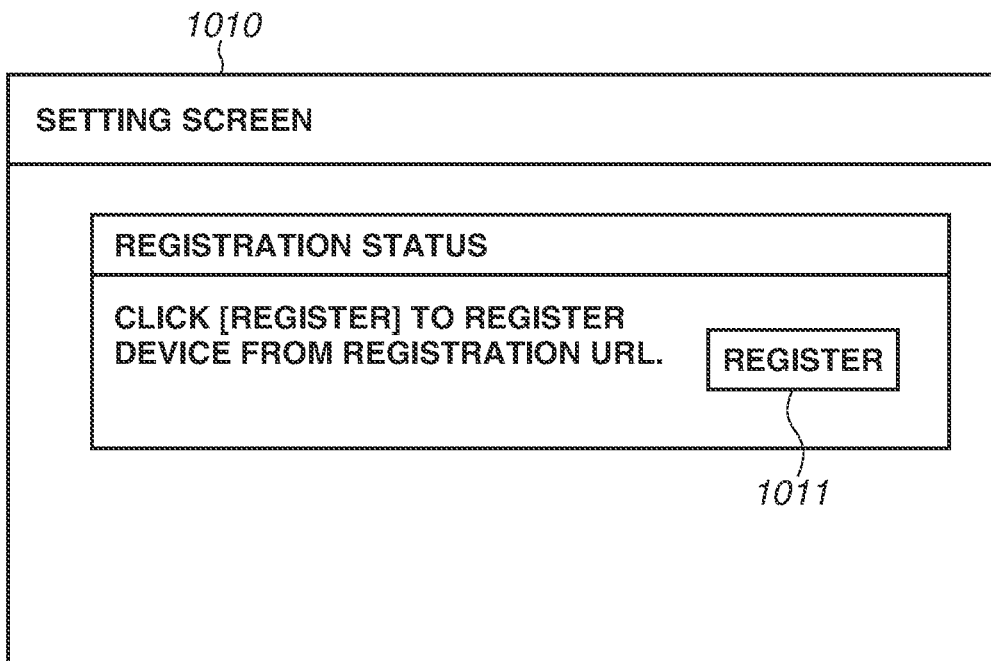 1010
SETTING SCREEN
REGISTRATION STATUS
CLICK [REGISTER] TO REGISTER
DEVICE FROM REGISTRATION URL.
REGISTER
1011